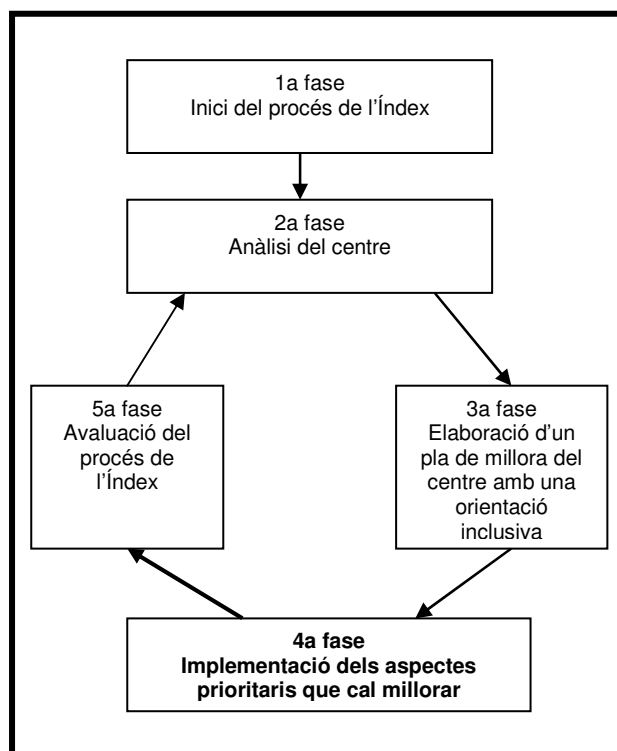 1a fase
Inici del procés de l'Índex
2a fase
Anàlisi del centre
5a fase
Avaluació del
procés de
l'Índex
3a fase
Elaboració d'un
pla de millora del
centre amb una
orientació
inclusiva
4a fase
Implementació dels aspectes
prioritaris que cal millorar